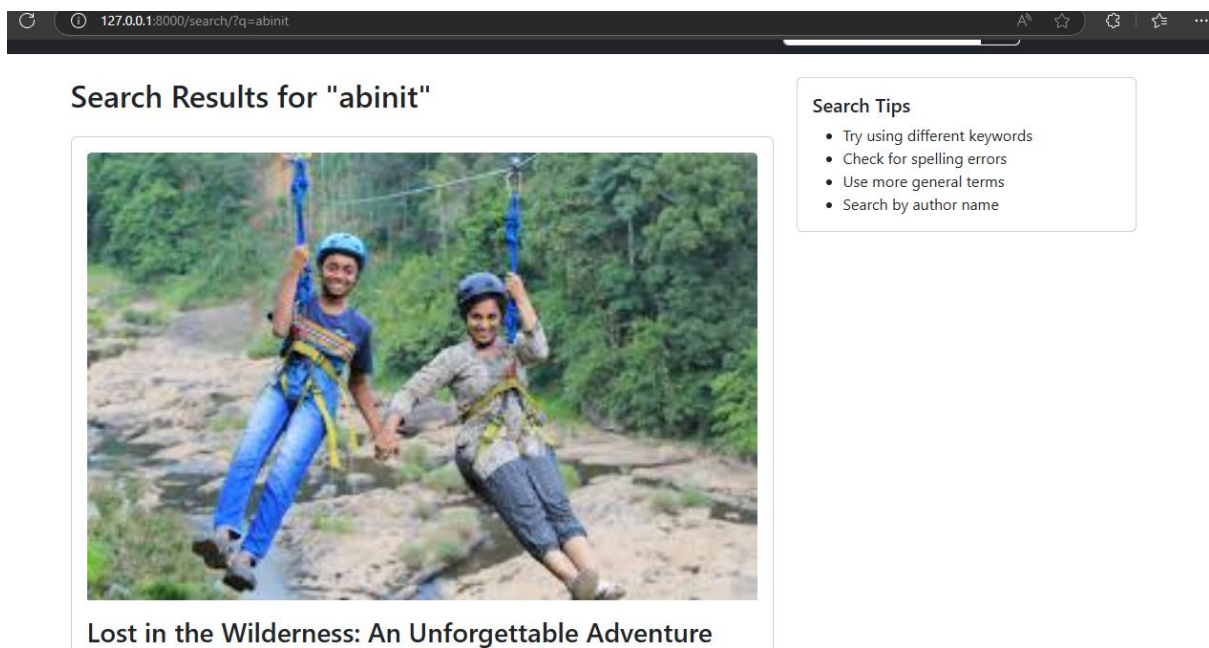 127.0.0.1:8000/search/?q=abinit
Search Results for "abinit"
Lost in the Wilderness: An Unforgettable Adventure
Search Tips
Try using different keywords
Check for spelling errors
Use more general terms
Search by author name